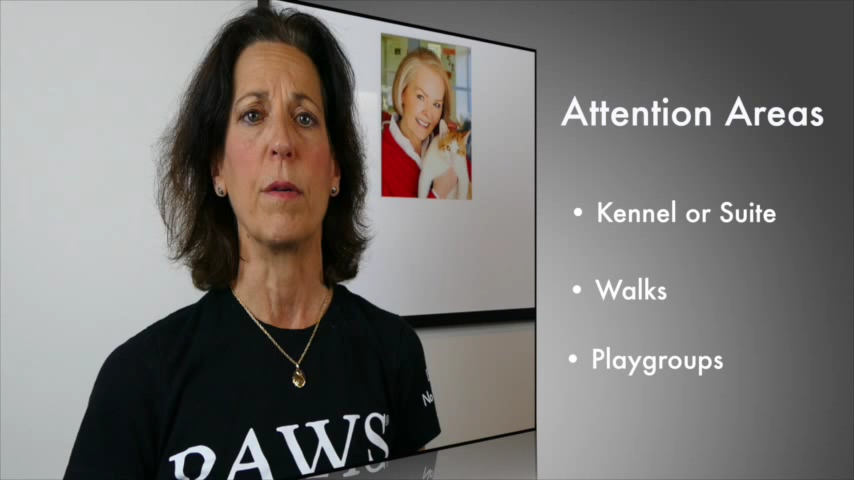 Attention Areas
• Kennel or Suite
• Walks
• Playgroups
PAWS